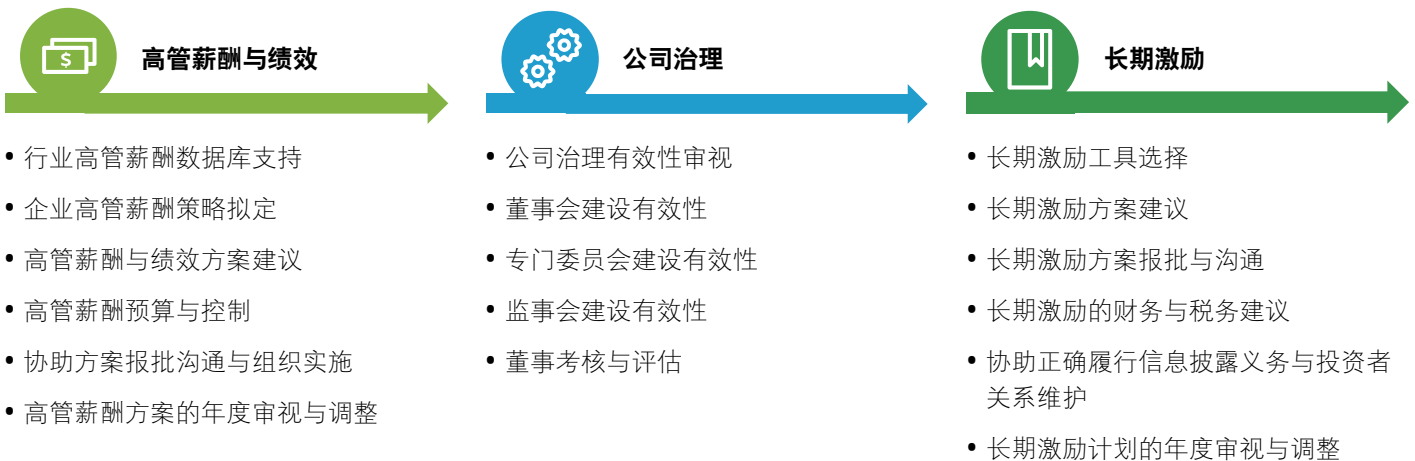 $
高管薪酬与绩效
• 行业高管薪酬数据库支持
• 企业高管薪酬策略拟定
• 高管薪酬与绩效方案建议
• 高管薪酬预算与控制
• 协助方案报批沟通与组织实施
• 高管薪酬方案的年度审视与调整
公司治理
• 公司治理有效性审视
• 董事会建设有效性
• 专门委员会建设有效性
• 监事会建设有效性
• 董事考核与评估
长期激励
• 长期激励工具选择
• 长期激励方案建议
• 长期激励方案报批与沟通
• 长期激励的财务与税务建议
• 协助正确履行信息披露义务与投资者
关系维护
• 长期激励计划的年度审视与调整